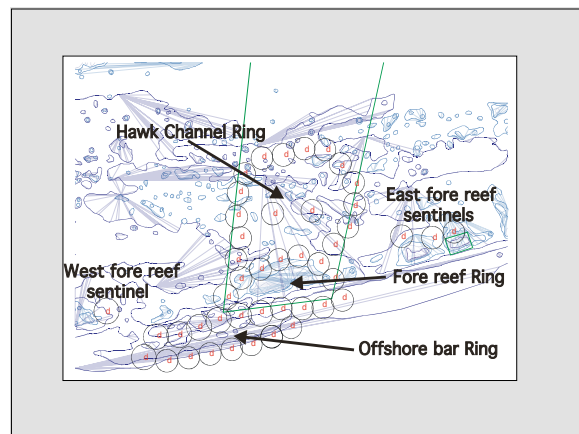 Hawk Channel Ring
East fore reef
sentinels
West fore reef
sentinel
Fore reef Ring
Offshore bar Ring